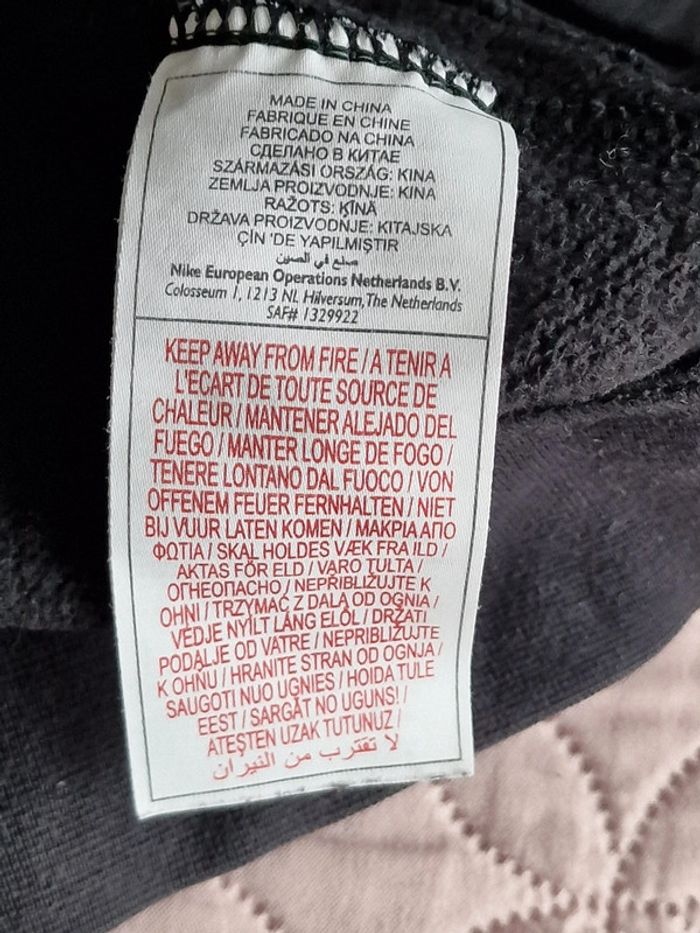 MADE IN CHINA
FABRIQUE EN CHINE
FABRICADO NA CHINA
СДЕЛАНО В КИТАЕ
SZÁRMAZÁSI ORSZÁG: KINA
ZEMLJA PROIZVODNJE: KINA
RAŽOTS: ĶĪNĀ
DRŽAVA PROIZVODNJE: KITAJSKA
ÇİN 'DE YAPILMIŞTIR
صنع في الصين
Nike European Operations Netherlands B.V.
Colosseum 1, 1213 NL Hilversum, The Netherlands
SAF# 1329922
KEEP AWAY FROM FIRE / A TENIR A
L'ECART DE TOUTE SOURCE DE
CHALEUR / MANTENER ALEJADO DEL
FUEGO / MANTER LONGE DE FOGO /
TENERE LONTANO DAL FUOCO / VON
OFFENEM FEUER FERNHALTEN / NIET
BIJ VUUR LATEN KOMEN / ΜΑΚΡΙΑ ΑΠΟ
ΦΩΤΙΑ / SKAL HOLDES VÆK FRA ILD /
AKTAS FÖR ELD / VARO TULTA /
ОГНЕОПАСНО / NEPŘIBLIŽUJTE K
OHNI / TRZYMAĆ Z DALA OD OGNIA /
VEDJE NYÍLT LÁNG ELŐL / DRŽATI
PODALJE OD VATRE / NEPRIBLIŽUJTE
K OHŇU / HRANITE STRAN OD OGNJA /
SAUGOTI NUO UGNIES / HOIDA TULE
EEST / SARGĀT NO UGUNS! /
ATEŞTEN UZAK TUTUNUZ /
لا تقترب من النيران